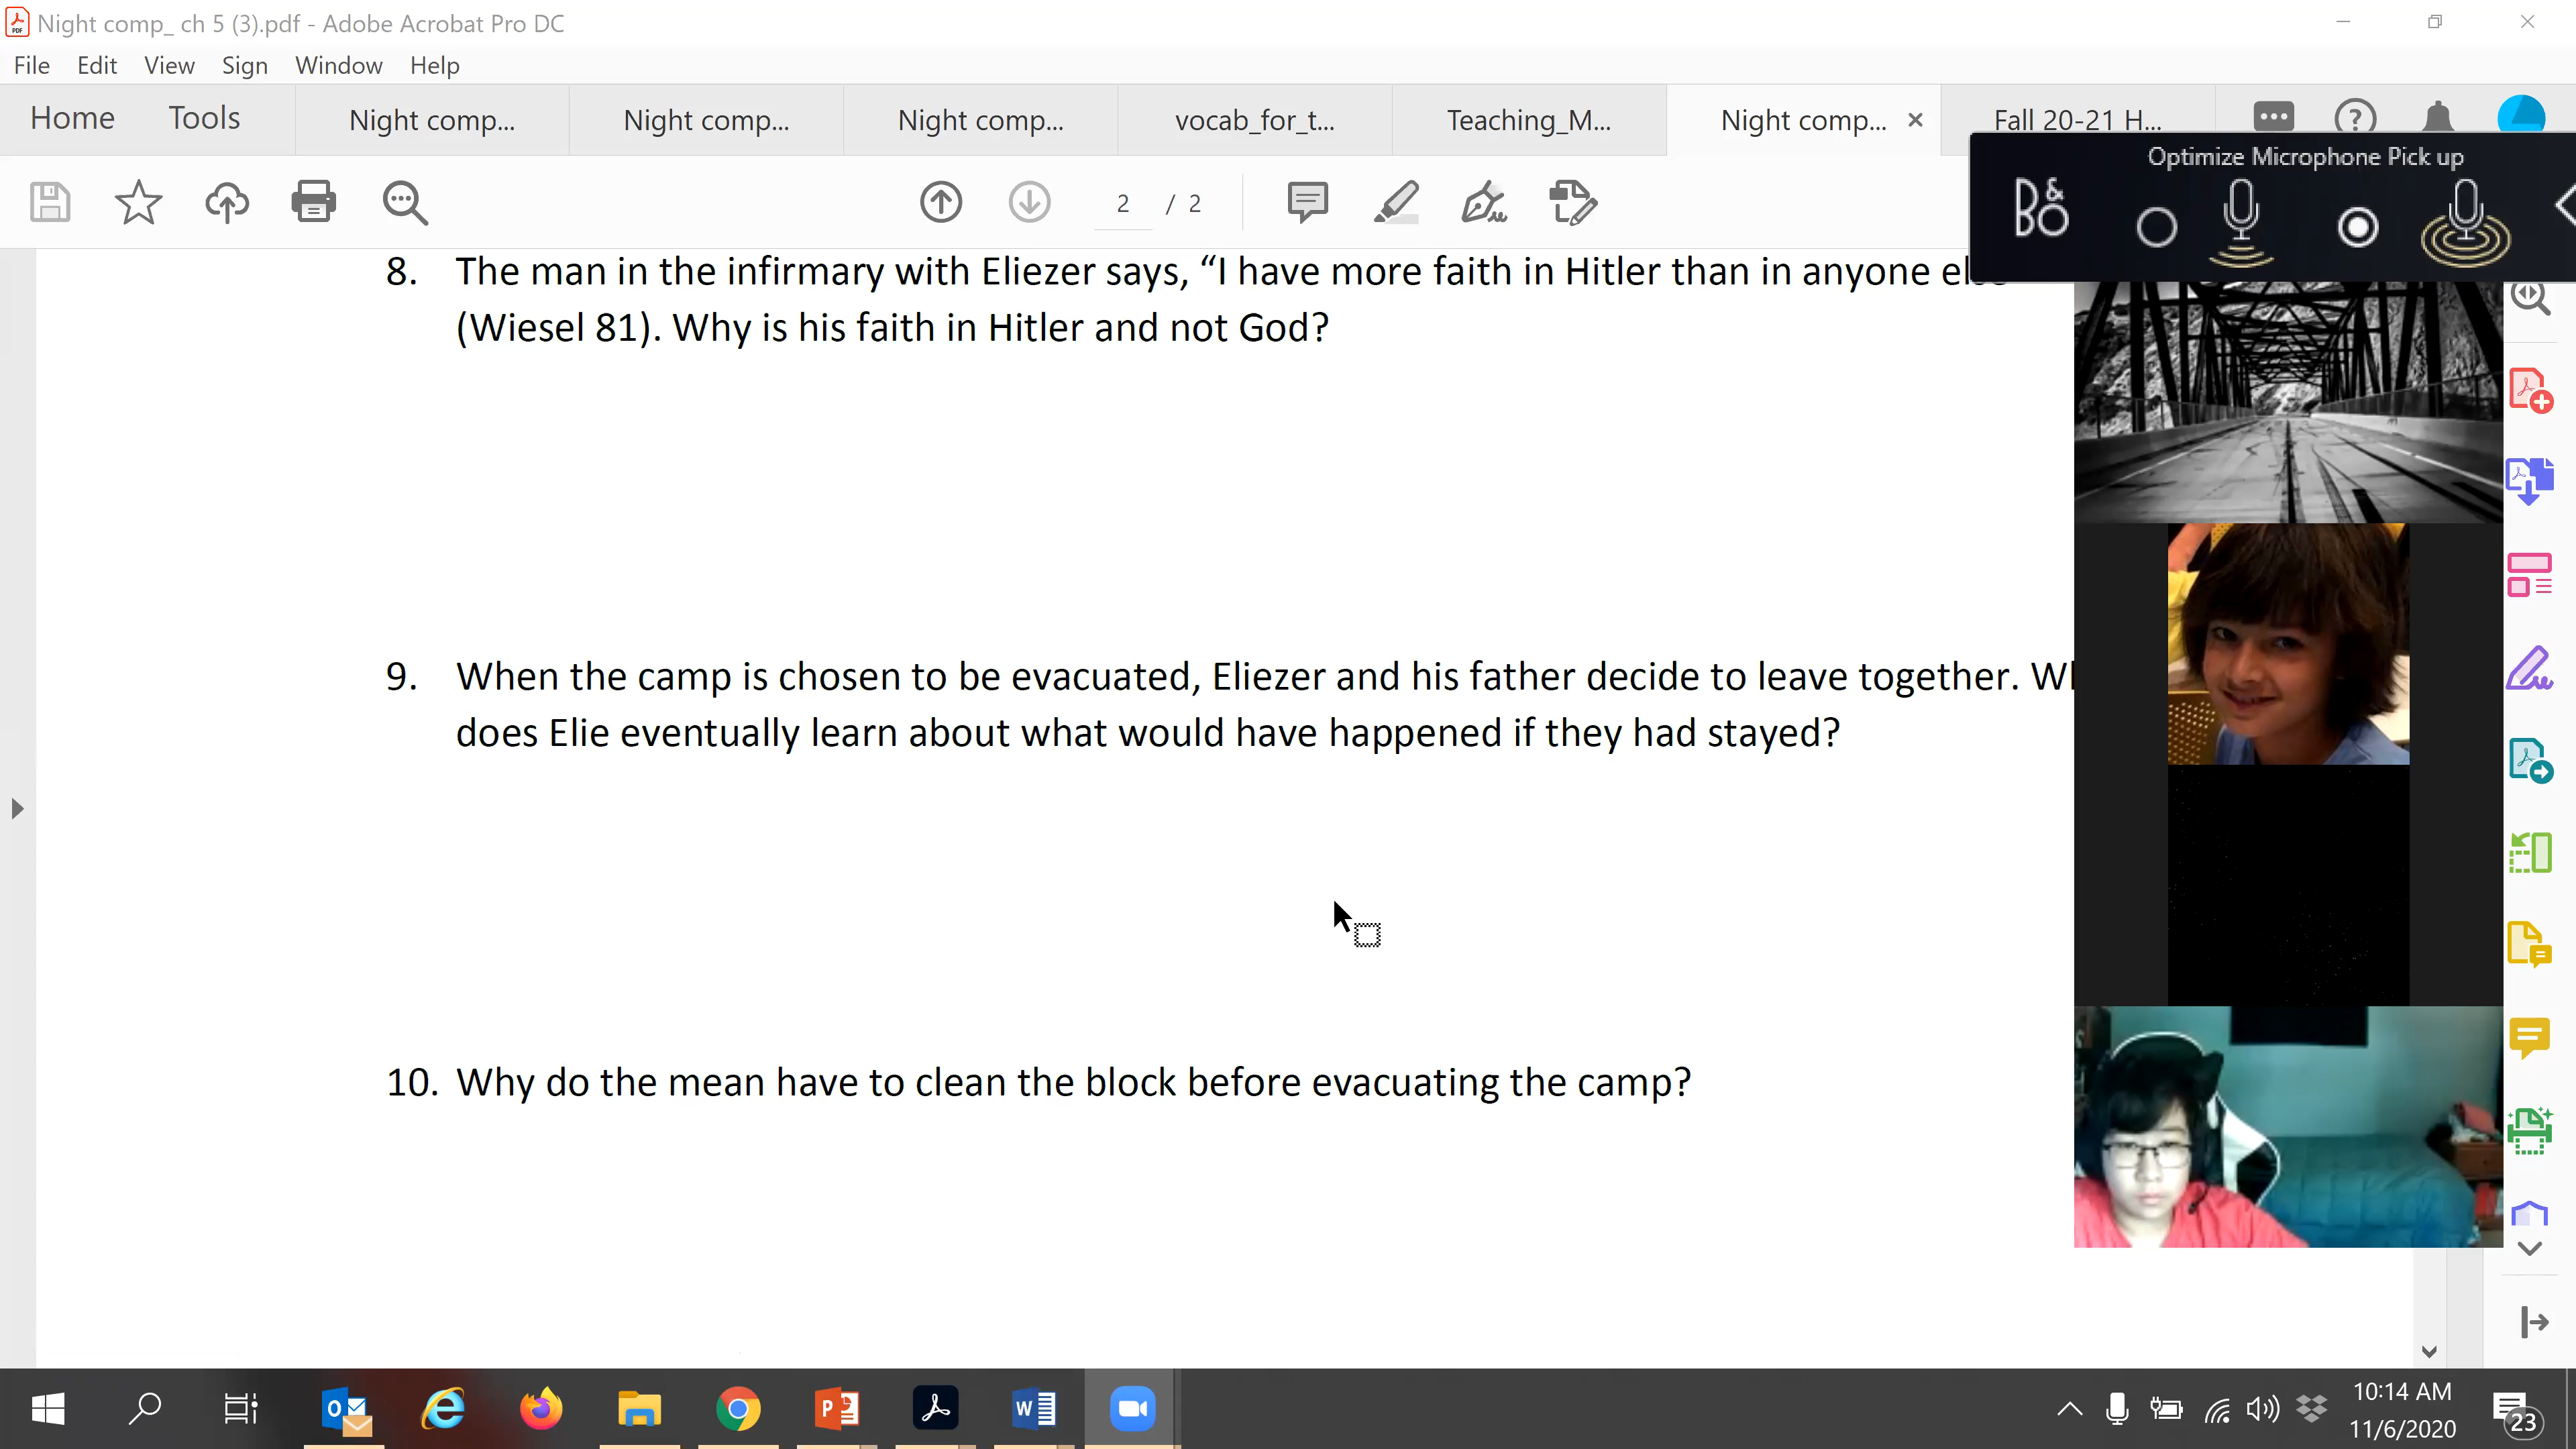 Night comp_ ch 5 (3).pdf - Adobe Acrobat Pro DC
File Edit View Sign Window Help
Home Tools Night comp... Night comp... Night comp... vocab_for_t... Teaching_M... Night comp... Fall 20-21 H...
Optimize Microphone Pick up
B&O
2 / 2
8. The man in the infirmary with Eliezer says, “I have more faith in Hitler than in anyone
(Wiesel 81). Why is his faith in Hitler and not God?
9. When the camp is chosen to be evacuated, Eliezer and his father decide to leave together.
does Elie eventually learn about what would have happened if they had stayed?
10. Why do the mean have to clean the block before evacuating the camp?
10:14 AM
11/6/2020
23